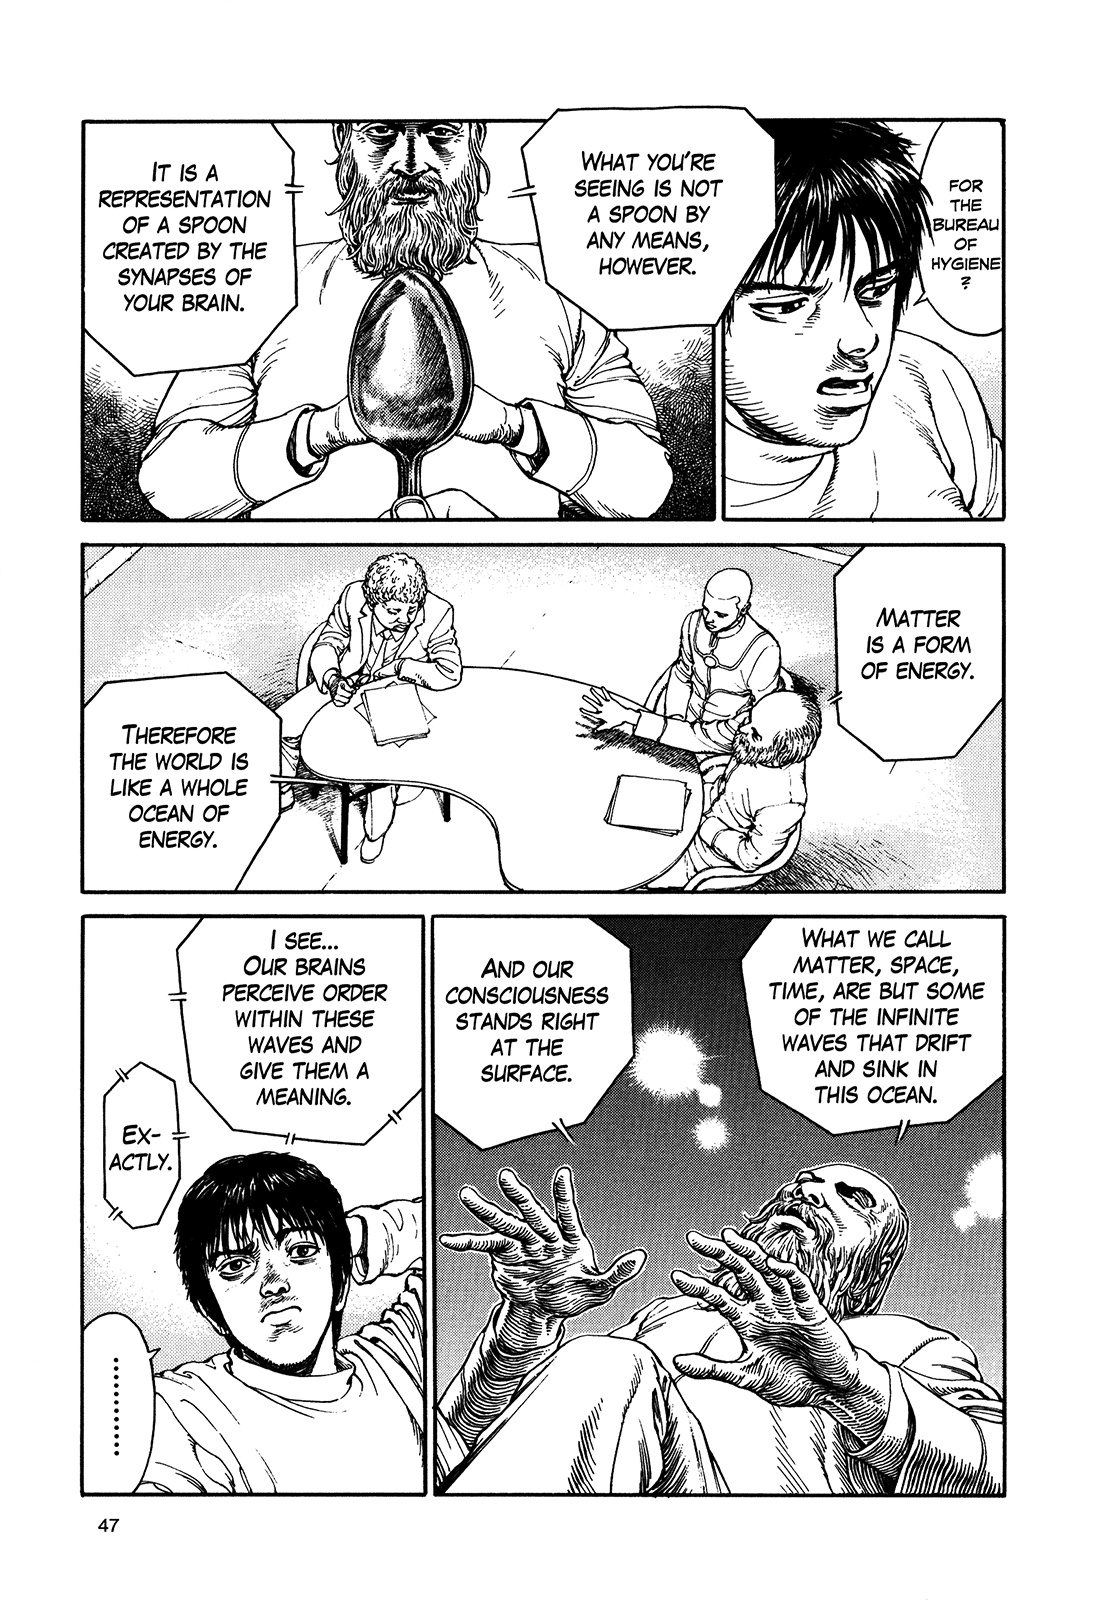 FOR
THE
BUREAU
OF
HYGIENE
?
WHAT YOU'RE
SEEING IS NOT
A SPOON BY
ANY MEANS,
HOWEVER.
IT IS A
REPRESENTATION
OF A SPOON
CREATED BY THE
SYNAPSES OF
YOUR BRAIN.
MATTER
IS A FORM
OF ENERGY.
THEREFORE
THE WORLD IS
LIKE A WHOLE
OCEAN OF
ENERGY.
WHAT WE CALL
MATTER, SPACE,
TIME, ARE BUT SOME
OF THE INFINITE
WAVES THAT DRIFT
AND SINK IN
THIS OCEAN.
AND OUR
CONSCIOUSNESS
STANDS RIGHT
AT THE
SURFACE.
I SEE...
OUR BRAINS
PERCEIVE ORDER
WITHIN THESE
WAVES AND
GIVE THEM A
MEANING.
EX-
ACTLY.
..........
47